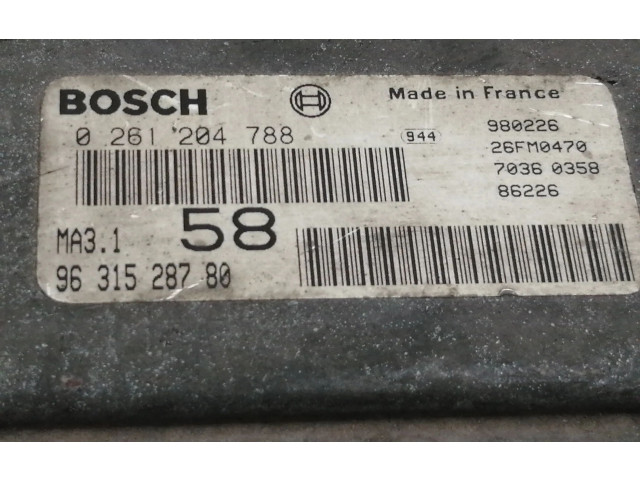 BOSCH
Made in France
0 261 204 788
944
980226
26FM0470
7036 0358
86226
58
MA3.1
96 315 287 80